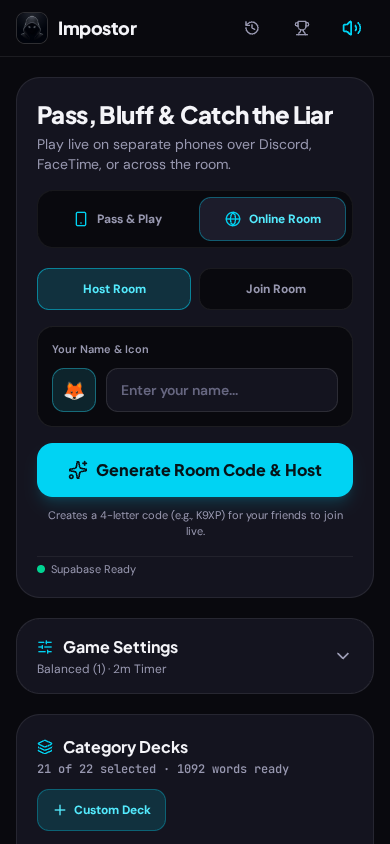 Impostor
Pass, Bluff & Catch the Liar
Play live on separate phones over Discord,
FaceTime, or across the room.
Pass & Play
Online Room
Host Room
Join Room
Your Name & Icon
Enter your name...
Generate Room Code & Host
Creates a 4-letter code (e.g., K9XP) for your friends to join
live.
Supabase Ready
Game Settings
Balanced (1) · 2m Timer
Category Decks
21 of 22 selected · 1092 words ready
Custom Deck